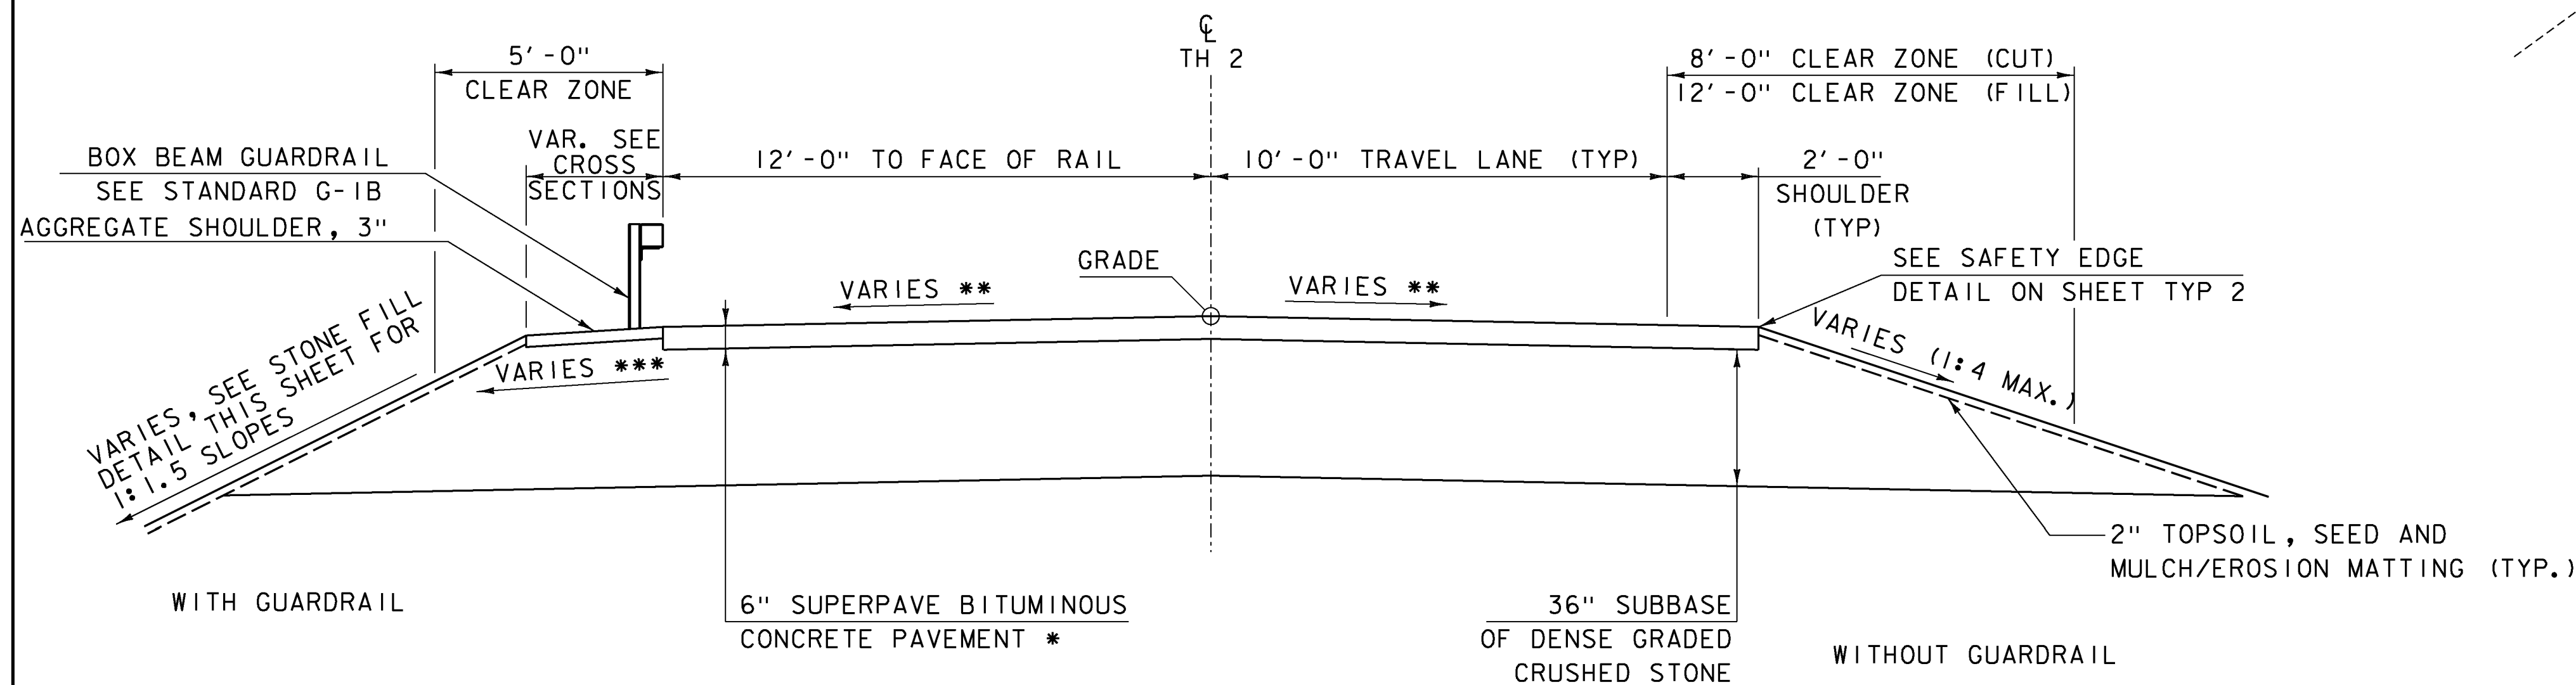 ℄
TH 2
5'-0"
CLEAR ZONE
8'-0" CLEAR ZONE (CUT)
12'-0" CLEAR ZONE (FILL)
VAR. SEE
CROSS
SECTIONS
12'-0" TO FACE OF RAIL
10'-0" TRAVEL LANE (TYP)
2'-0"
SHOULDER
(TYP)
BOX BEAM GUARDRAIL
SEE STANDARD G-1B
AGGREGATE SHOULDER, 3"
GRADE
VARIES **
VARIES **
SEE SAFETY EDGE
DETAIL ON SHEET TYP 2
VARIES (1:4 MAX.)
VARIES ***
VARIES, SEE STONE FILL
DETAIL THIS SHEET FOR
1:1.5 SLOPES
2" TOPSOIL, SEED AND
MULCH/EROSION MATTING (TYP.)
WITH GUARDRAIL
6" SUPERPAVE BITUMINOUS
CONCRETE PAVEMENT *
36" SUBBASE
OF DENSE GRADED
CRUSHED STONE
WITHOUT GUARDRAIL